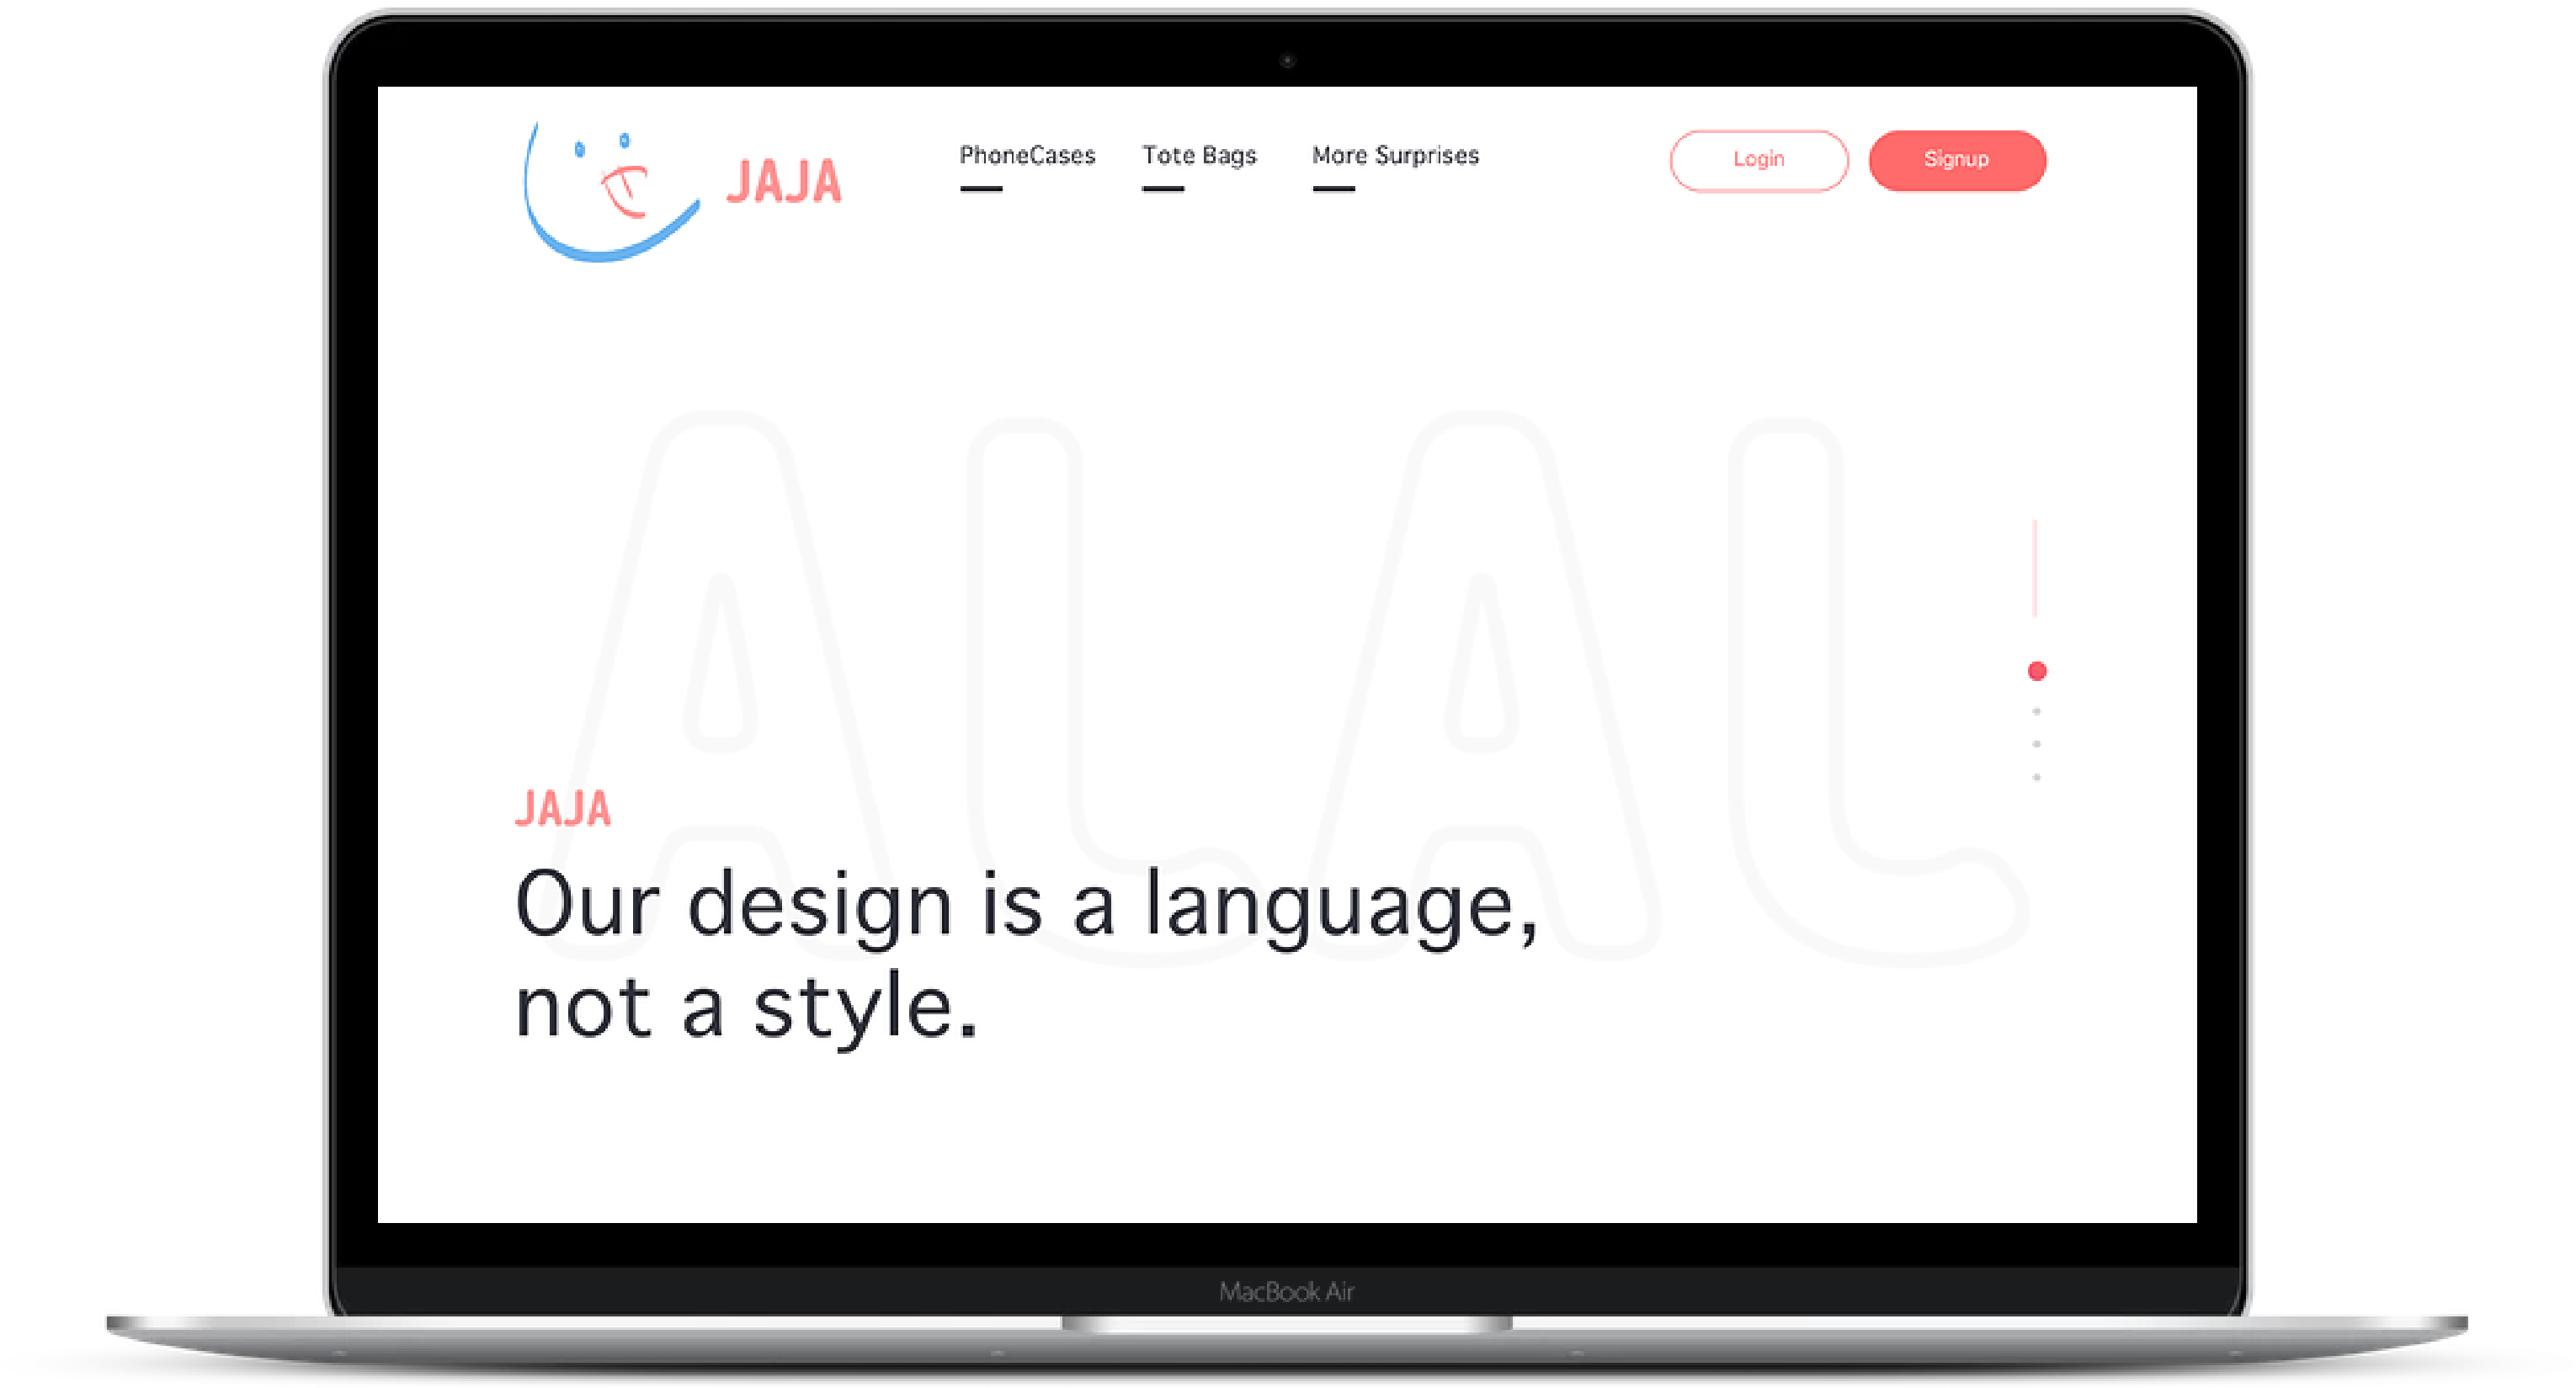 JAJA
PhoneCases
Tote Bags
More Surprises
Login
Signup
ALAL
JAJA
Our design is a language,
not a style.
MacBook Air